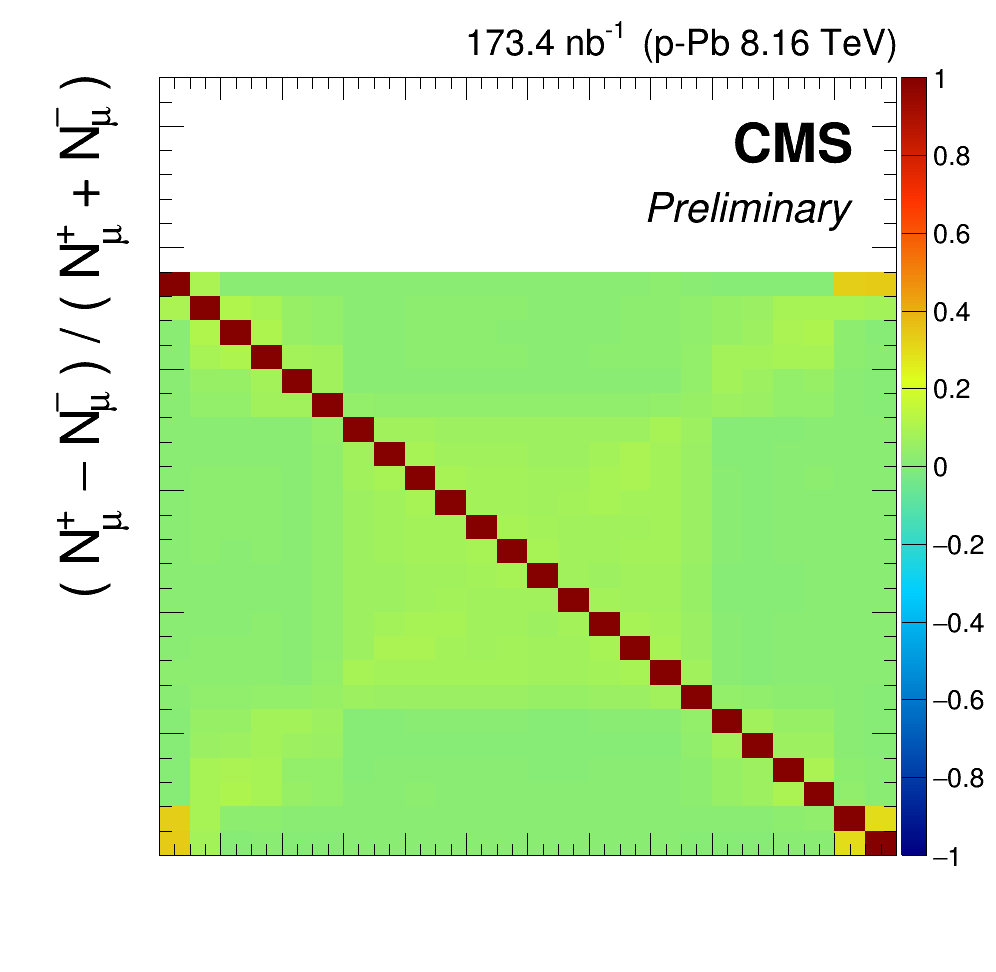 173.4 nb⁻¹ (p-Pb 8.16 TeV)
( N⁺μ − N⁻μ ) / ( N⁺μ + N⁻μ )
CMS
Preliminary
1
0.8
0.6
0.4
0.2
0
−0.2
−0.4
−0.6
−0.8
−1